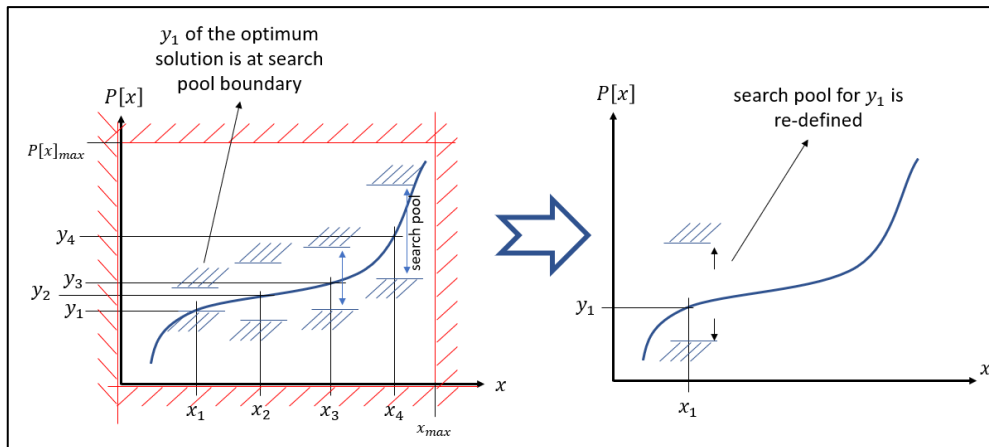 y₁ of the optimum
solution is at search
pool boundary
P[x]
P[x]ₘₐₓ
y₄
y₃
y₂
y₁
search pool
x₁
x₂
x₃
x₄
xₘₐₓ
x
P[x]
search pool for y₁ is
re-defined
y₁
x₁
x